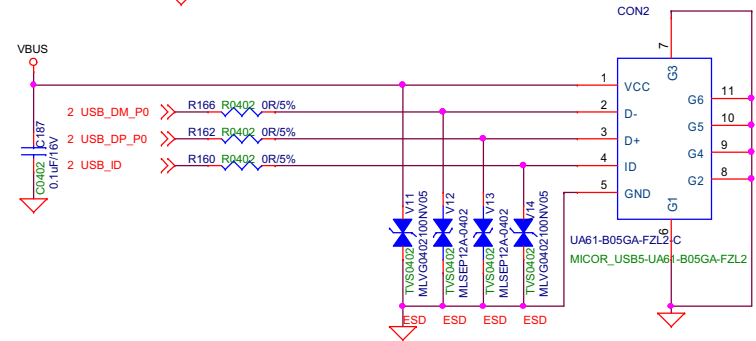 CON2
VBUS
7
G3
1
VCC
G6
11
2 USB_DM_P0
R166
R0402
0R/5%
2
D-
G5
10
2 USB_DP_P0
R162
R0402
0R/5%
3
D+
G4
9
2 USB_ID
R160
R0402
0R/5%
4
ID
G2
8
5
GND
G1
6
C187
C0402
0.1uF/16V
V11
TVS0402
MLVG0402100NV05
V12
TVS0402
MLSEP12A-0402
V13
TVS0402
MLSEP12A-0402
V14
TVS0402
MLVG0402100NV05
UA61-B05GA-FZL2-C
MICOR_USB5-UA61-B05GA-FZL2
ESD
ESD
ESD
ESD